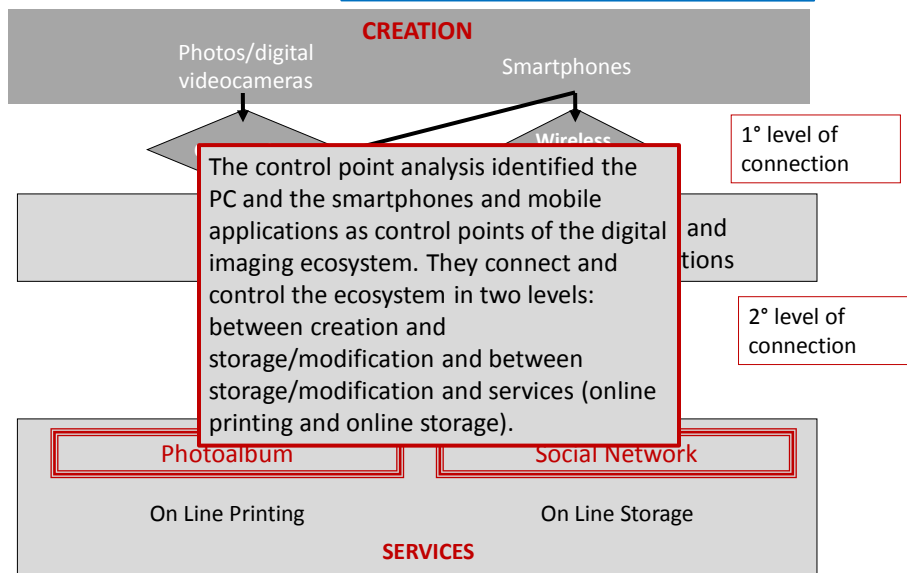 CREATION
Photos/digital
videocameras
Smartphones
Wireless
1° level of
connection
The control point analysis identified the
PC and the smartphones and mobile
applications as control points of the digital
imaging ecosystem. They connect and
control the ecosystem in two levels:
between creation and
storage/modification and between
storage/modification and services (online
printing and online storage).
and
tions
2° level of
connection
Photoalbum
Social Network
On Line Printing
On Line Storage
SERVICES